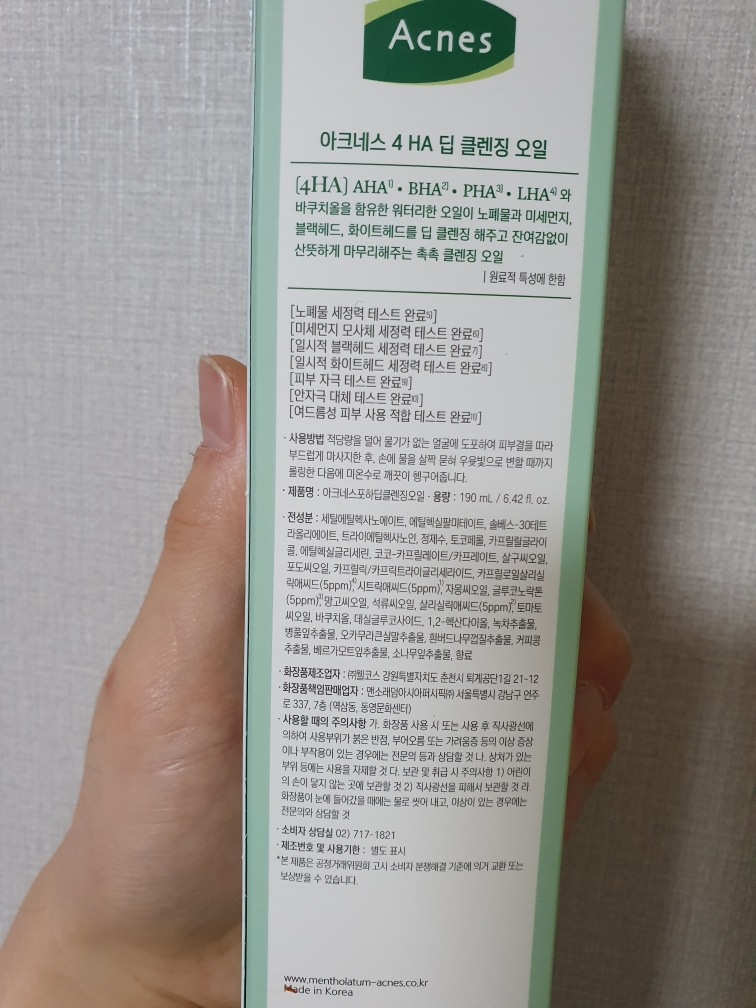 Acnes
아크네스 4 HA 딥 클렌징 오일
[4HA] AHA1) • BHA2) • PHA3) • LHA4) 와
바쿠치올을 함유한 워터리한 오일이 노폐물과 미세먼지,
블랙헤드, 화이트헤드를 딥 클렌징 해주고 잔여감없이
산뜻하게 마무리해주는 촉촉 클렌징 오일
| 원료적 특성에 한함
[노폐물 세정력 테스트 완료5)]
[미세먼지 모사체 세정력 테스트 완료6)]
[일시적 블랙헤드 세정력 테스트 완료7)]
[일시적 화이트헤드 세정력 테스트 완료8)]
[피부 자극 테스트 완료9)]
[안자극 대체 테스트 완료10)]
[여드름성 피부 사용 적합 테스트 완료11)]
· 사용방법 적당량을 덜어 물기가 없는 얼굴에 도포하여 피부결을 따라
부드럽게 마사지한 후, 손에 물을 살짝 묻혀 우윳빛으로 변할 때까지
롤링한 다음에 미온수로 깨끗이 헹구어줍니다.
· 제품명 : 아크네스포하딥클렌징오일 · 용량 : 190 mL / 6.42 fl. oz.
· 전성분 : 세틸에틸헥사노에이트, 에틸헥실팔미테이트, 솔베스-30테트
라올리에이트, 트라이에틸헥사노인, 정제수, 토코페롤, 카프릴릴글라이
콜, 에틸헥실글리세린, 코코-카프릴레이트/카프레이트, 살구씨오일,
포도씨오일, 카프릴릭/카프릭트라이글리세라이드, 카프릴로일살리실
릭애씨드(5ppm)4), 시트릭애씨드(5ppm)1), 자몽씨오일, 글루코노락톤
(5ppm)3), 망고씨오일, 석류씨오일, 살리실릭애씨드(5ppm)2), 토마토
씨오일, 바쿠치올, 데실글루코사이드, 1,2-헥산다이올, 녹차추출물,
병풀잎추출물, 오카무라큰실말추출물, 흰버드나무껍질추출물, 커피콩
추출물, 베르가모트잎추출물, 소나무잎추출물, 향료
· 화장품제조업자 : ㈜웰코스 강원특별자치도 춘천시 퇴계공단1길 21-12
· 화장품책임판매업자 : 맨소래덤아시아퍼시픽㈜ 서울특별시 강남구 언주
로 337, 7층 (역삼동, 동영문화센터)
· 사용할 때의 주의사항 가. 화장품 사용 시 또는 사용 후 직사광선에
의하여 사용부위가 붉은 반점, 부어오름 또는 가려움증 등의 이상 증상
이나 부작용이 있는 경우에는 전문의 등과 상담할 것 나. 상처가 있는
부위 등에는 사용을 자제할 것 다. 보관 및 취급 시 주의사항 1) 어린이
의 손이 닿지 않는 곳에 보관할 것 2) 직사광선을 피해서 보관할 것 라.
화장품이 눈에 들어갔을 때에는 물로 씻어 내고, 이상이 있는 경우에는
전문의와 상담할 것
· 소비자 상담실 02) 717-1821
· 제조번호 및 사용기한 : 별도 표시
*본 제품은 공정거래위원회 고시 소비자 분쟁해결 기준에 의거 교환 또는
보상받을 수 있습니다.
www.mentholatum-acnes.co.kr
Made in Korea